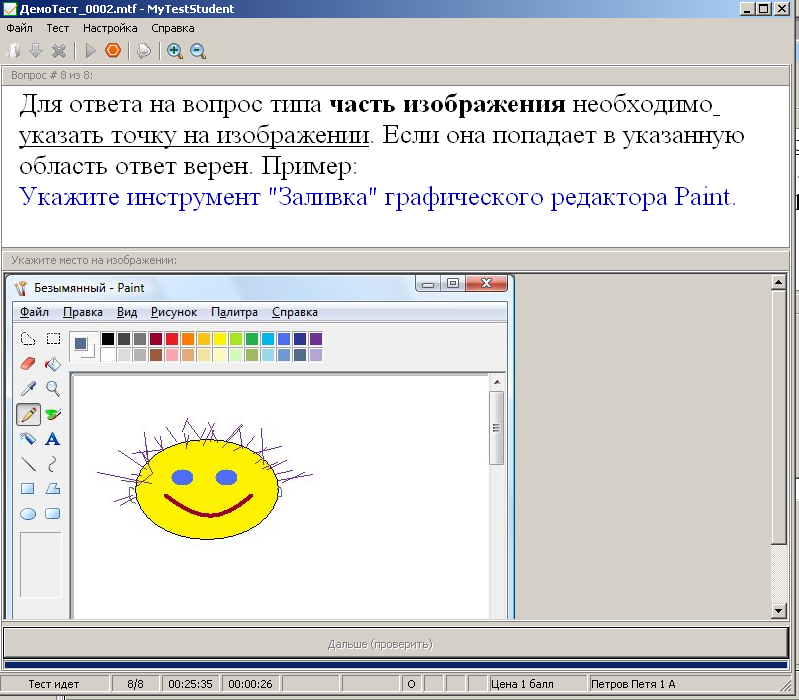 ДемоТест_0002.mtf - MyTestStudent
Файл Тест Настройка Справка
Вопрос # 8 из 8:
Для ответа на вопрос типа часть изображения необходимо
указать точку на изображении. Если она попадает в указанную
область ответ верен. Пример:
Укажите инструмент "Заливка" графического редактора Paint.
Укажите место на изображении:
Безымянный - Paint
Файл Правка Вид Рисунок Палитра Справка
A
Дальше (проверить)
Тест идет 8/8 00:25:35 00:00:26 О Цена 1 балл Петров Петя 1 А